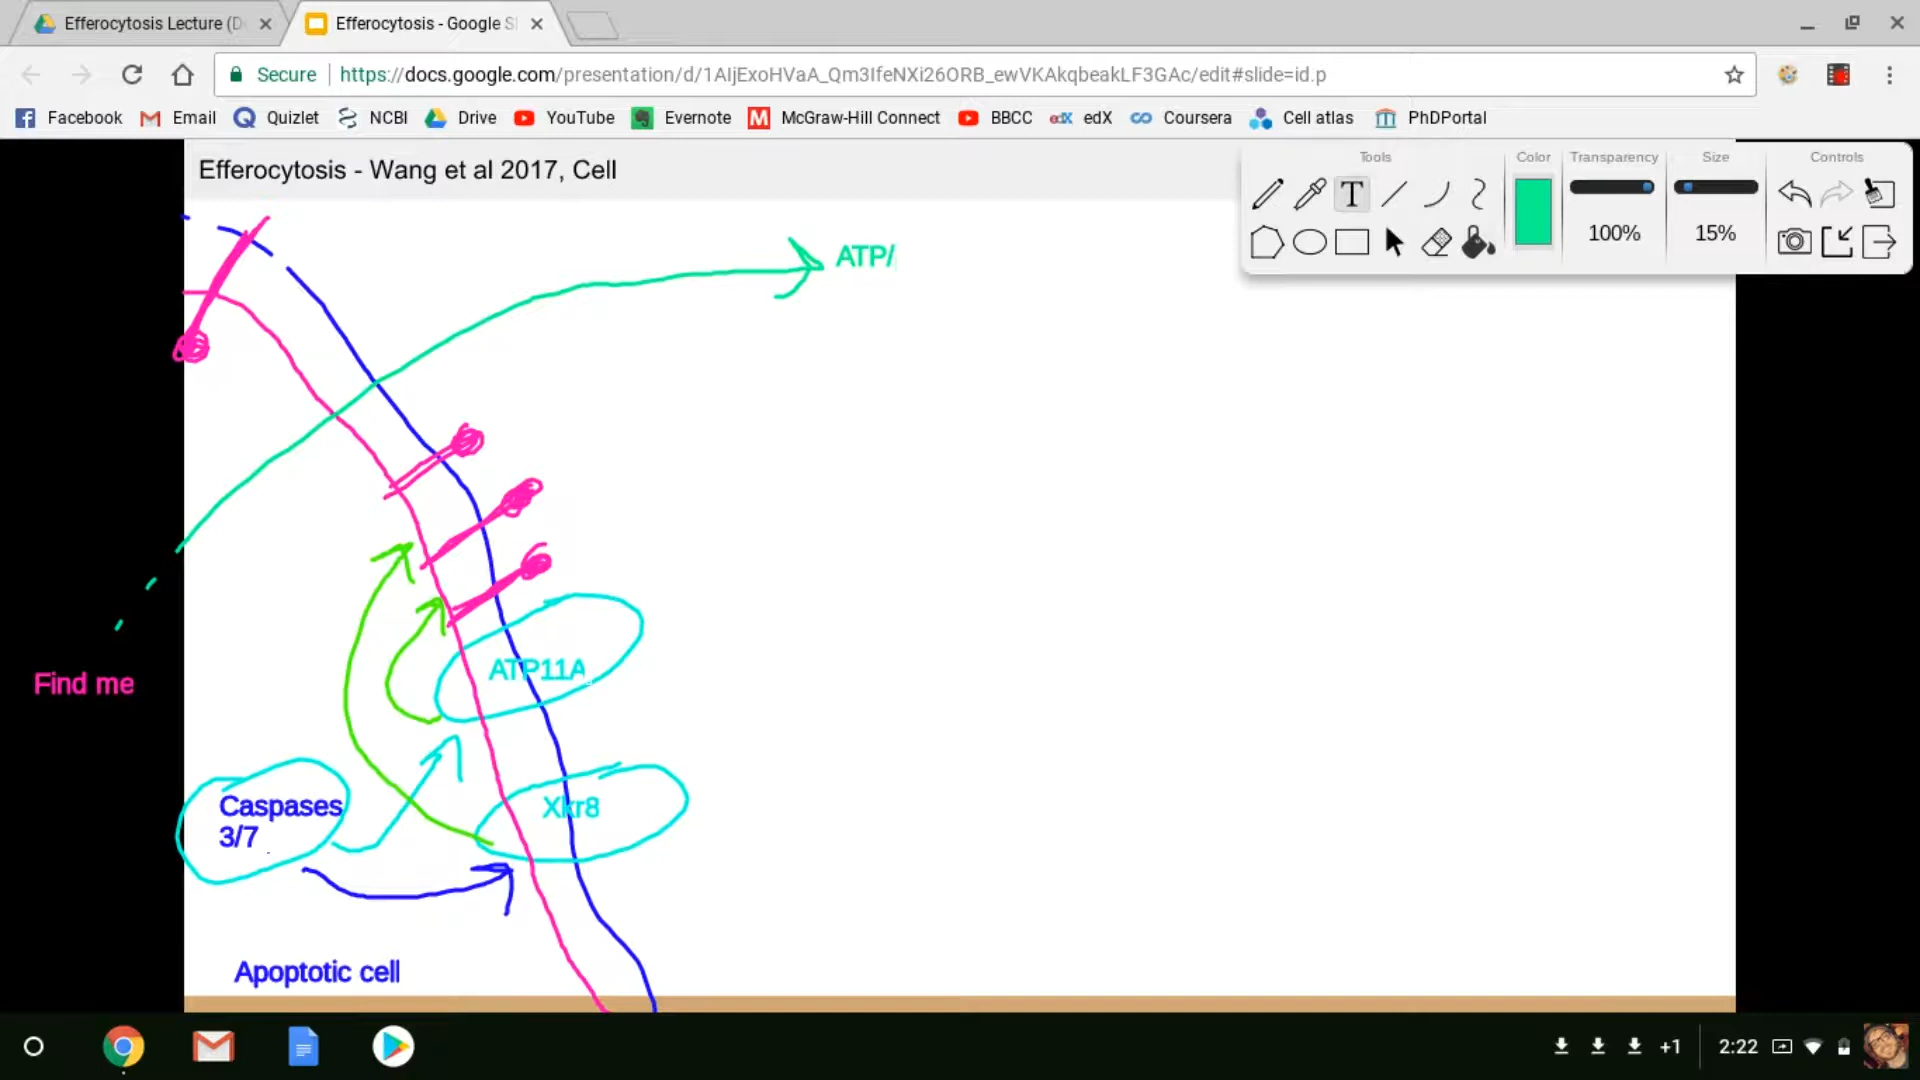 Efferocytosis Lecture (D
Efferocytosis - Google S
Secure https://docs.google.com/presentation/d/1AIjExoHVaA_Qm3IfeNXi26ORB_ewVKAkqbeakLF3GAc/edit#slide=id.p
Facebook Email Quizlet NCBI Drive YouTube Evernote McGraw-Hill Connect BBCC edX Coursera Cell atlas PhDPortal
Efferocytosis - Wang et al 2017, Cell
Tools Color Transparency Size Controls
100% 15%
ATP/
ATP11A
Find me
Xkr8
Caspases
3/7
Apoptotic cell
+1 2:22